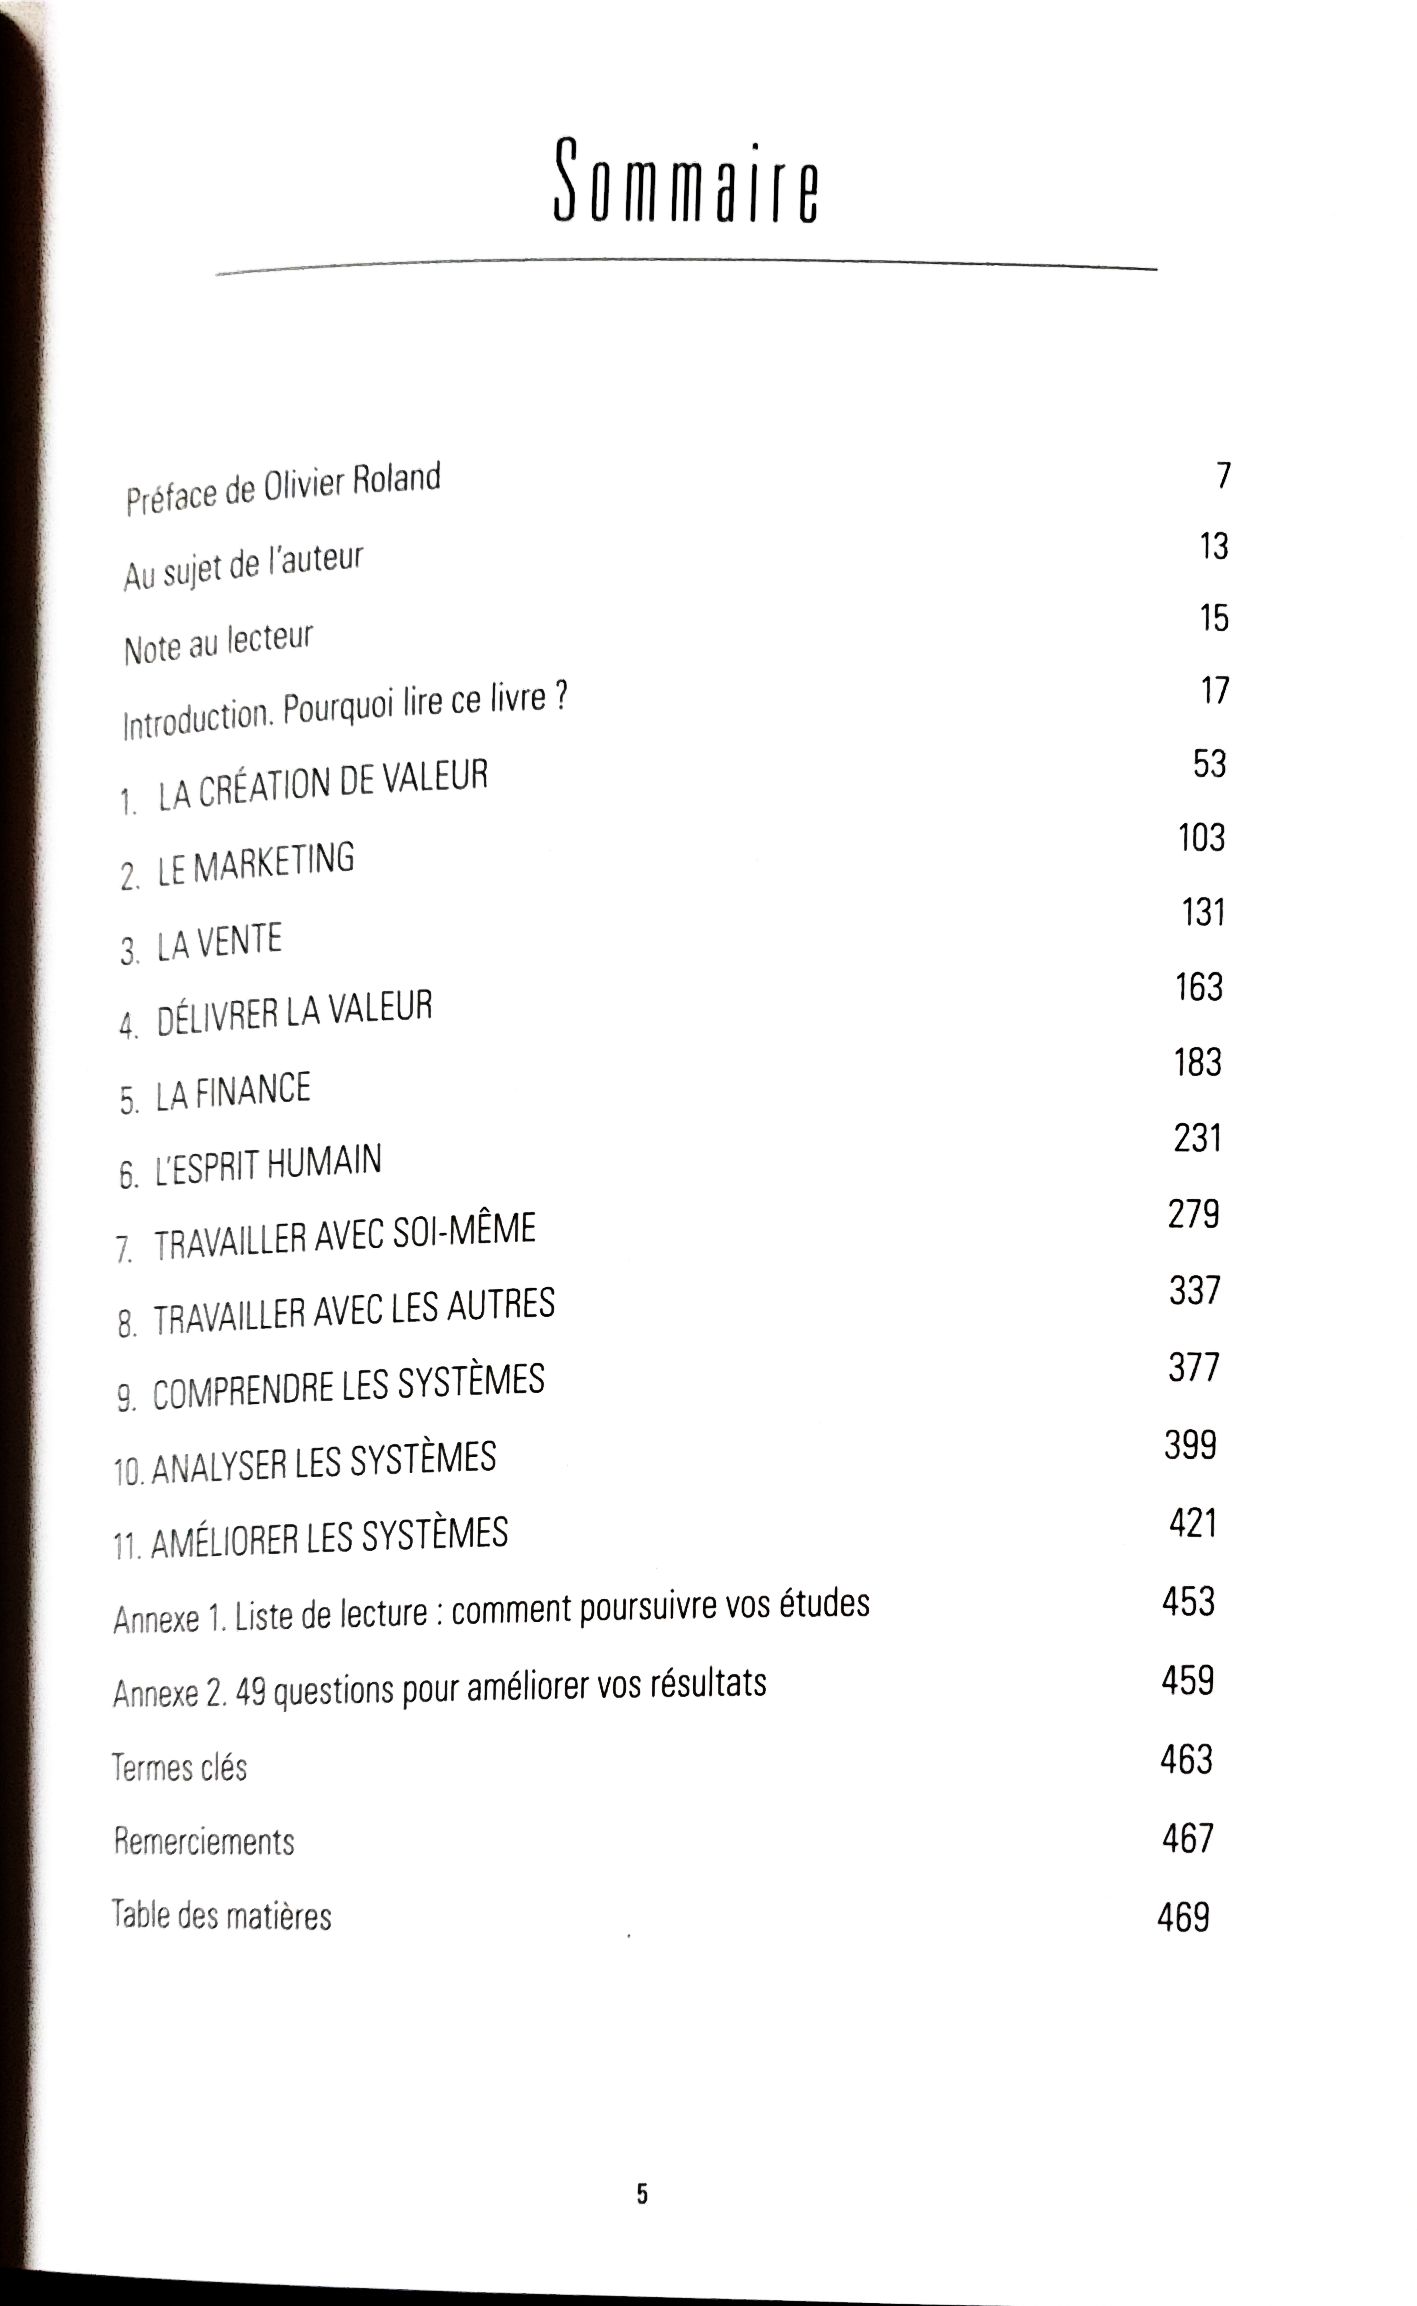 Sommaire
Préface de Olivier Roland 7
Au sujet de l'auteur 13
Note au lecteur 15
Introduction. Pourquoi lire ce livre ? 17
1. LA CRÉATION DE VALEUR 53
2. LE MARKETING 103
3. LA VENTE 131
4. DÉLIVRER LA VALEUR 163
5. LA FINANCE 183
6. L'ESPRIT HUMAIN 231
7. TRAVAILLER AVEC SOI-MÊME 279
8. TRAVAILLER AVEC LES AUTRES 337
9. COMPRENDRE LES SYSTÈMES 377
10. ANALYSER LES SYSTÈMES 399
11. AMÉLIORER LES SYSTÈMES 421
Annexe 1. Liste de lecture : comment poursuivre vos études 453
Annexe 2. 49 questions pour améliorer vos résultats 459
Termes clés 463
Remerciements 467
Table des matières 469
5